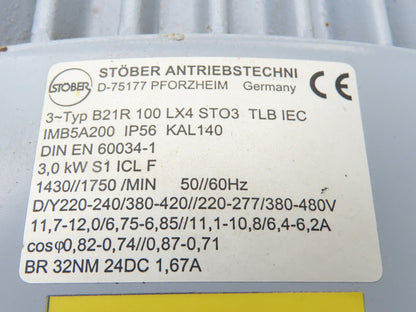 STÖBER
STÖBER ANTRIEBSTECHNI
D-75177 PFORZHEIM Germany
CE
3~Typ B21R 100 LX4 STO3 TLB IEC
IMB5A200 IP56 KAL140
DIN EN 60034-1
3,0 kW S1 ICL F
1430//1750 /MIN 50//60Hz
D/Y220-240/380-420//220-277/380-480V
11,7-12,0/6,75-6,85//11,1-10,8/6,4-6,2A
cosφ0,82-0,74//0,87-0,71
BR 32NM 24DC 1,67A